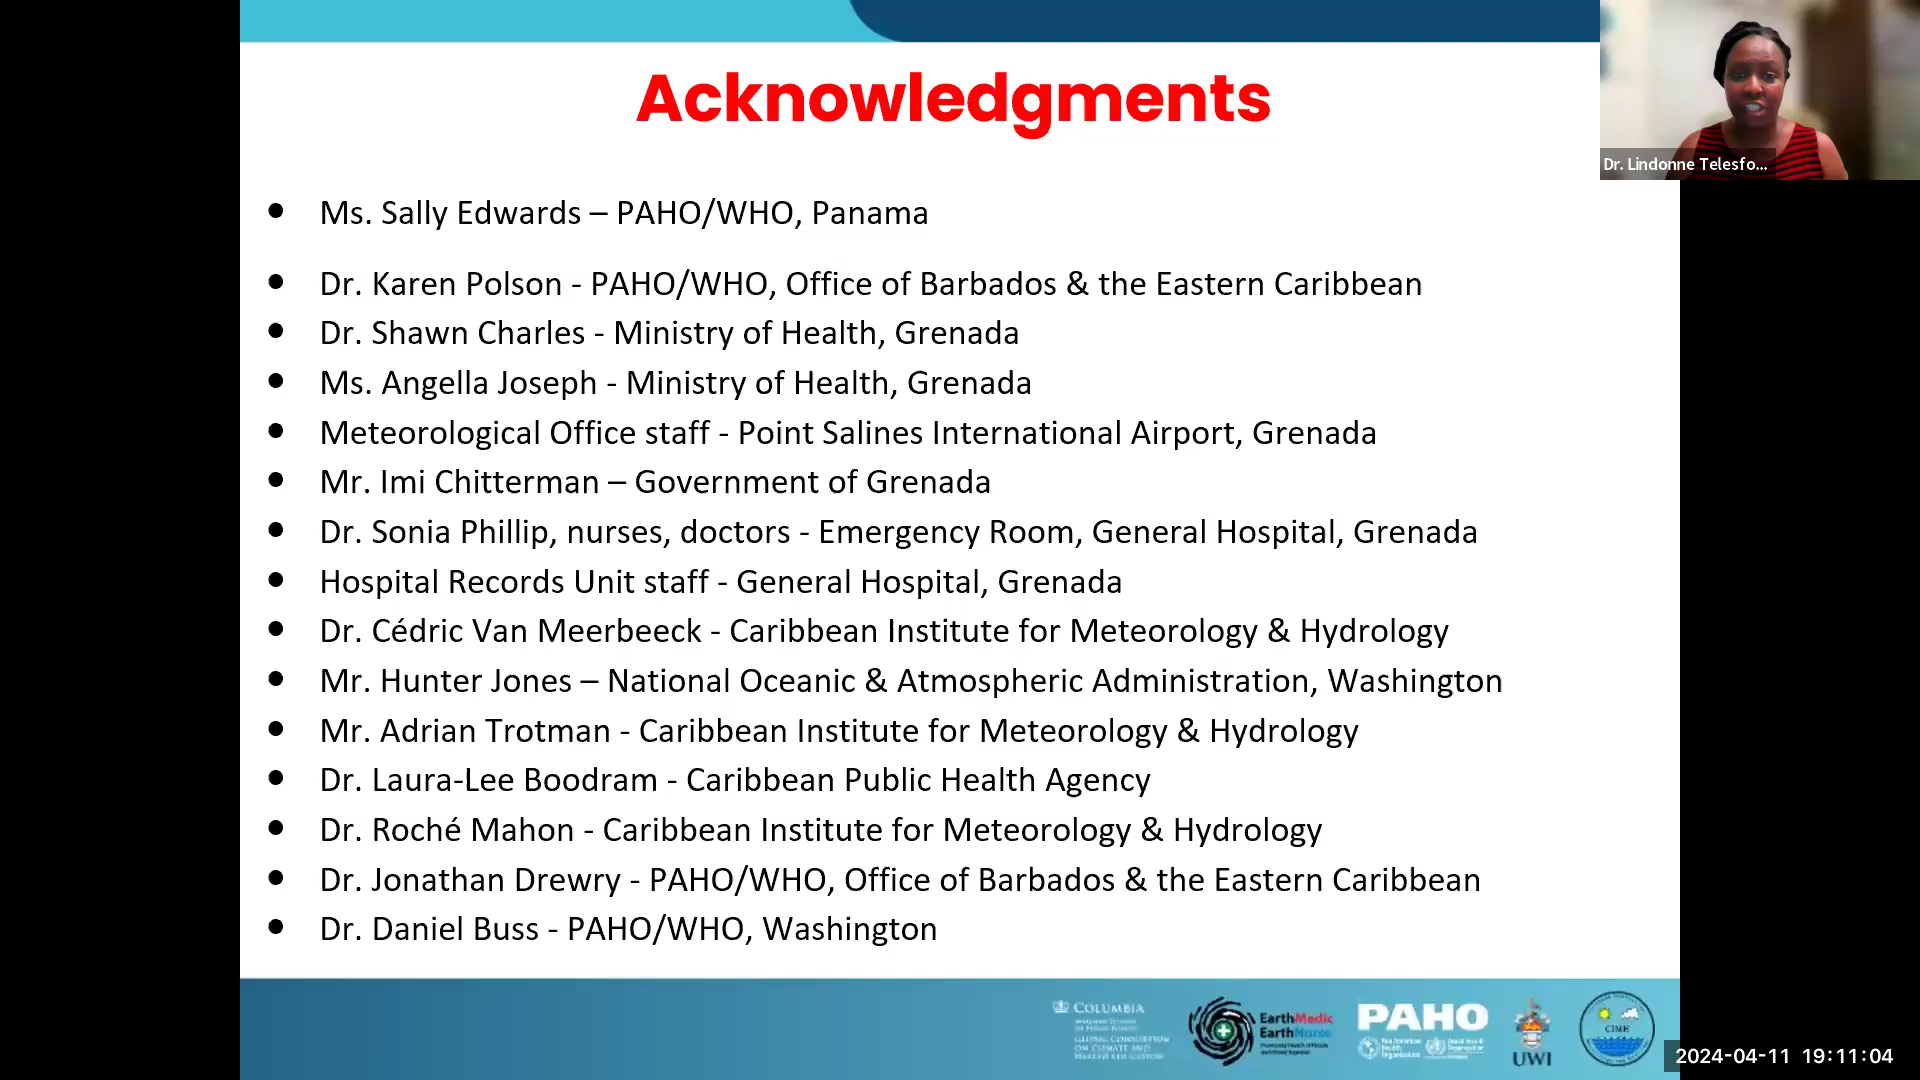 Acknowledgments
Dr. Lindonne Telesfo...
• Ms. Sally Edwards – PAHO/WHO, Panama
• Dr. Karen Polson - PAHO/WHO, Office of Barbados & the Eastern Caribbean
• Dr. Shawn Charles - Ministry of Health, Grenada
• Ms. Angella Joseph - Ministry of Health, Grenada
• Meteorological Office staff - Point Salines International Airport, Grenada
• Mr. Imi Chitterman – Government of Grenada
• Dr. Sonia Phillip, nurses, doctors - Emergency Room, General Hospital, Grenada
• Hospital Records Unit staff - General Hospital, Grenada
• Dr. Cédric Van Meerbeeck - Caribbean Institute for Meteorology & Hydrology
• Mr. Hunter Jones – National Oceanic & Atmospheric Administration, Washington
• Mr. Adrian Trotman - Caribbean Institute for Meteorology & Hydrology
• Dr. Laura-Lee Boodram - Caribbean Public Health Agency
• Dr. Roché Mahon - Caribbean Institute for Meteorology & Hydrology
• Dr. Jonathan Drewry - PAHO/WHO, Office of Barbados & the Eastern Caribbean
• Dr. Daniel Buss - PAHO/WHO, Washington
COLUMBIA
GLOBAL CONSORTIUM
ON CLIMATE AND
HEALTH EDUCATION
EarthMedic
EarthNurse
PAHO
UWI
CIMH
2024-04-11 19:11:04